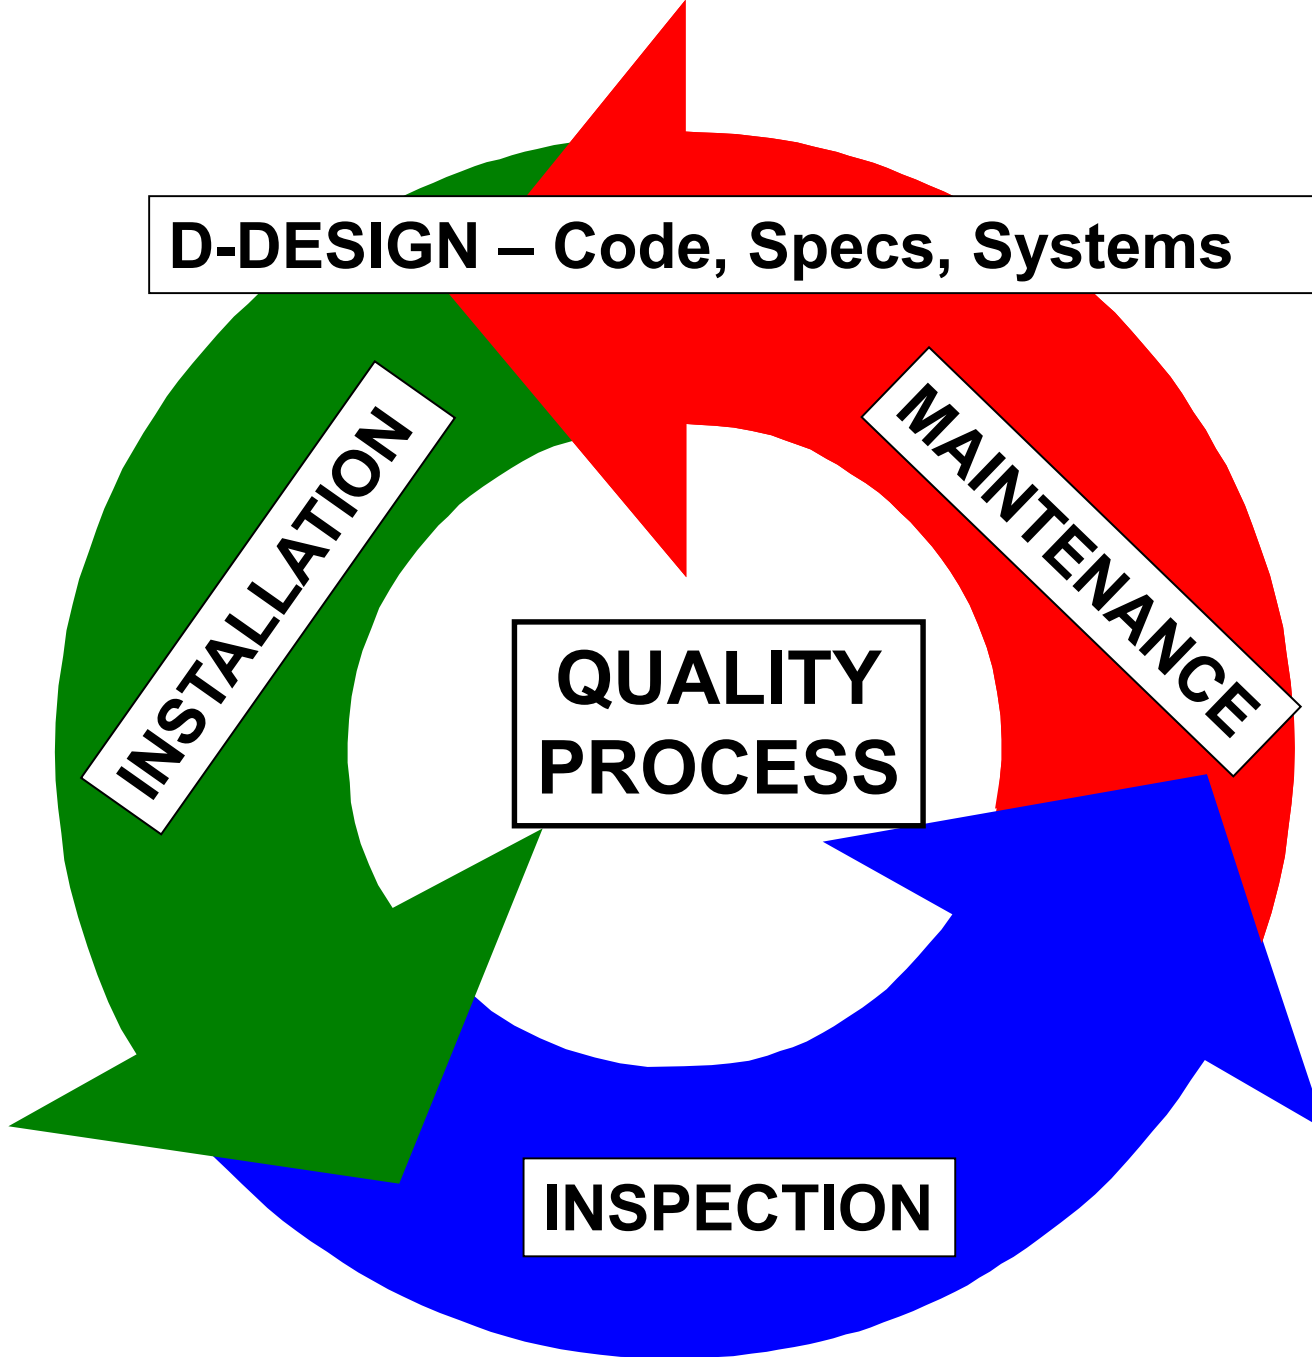 D-DESIGN – Code, Specs, Systems
INSTALLATION
MAINTENANCE
QUALITY
PROCESS
INSPECTION